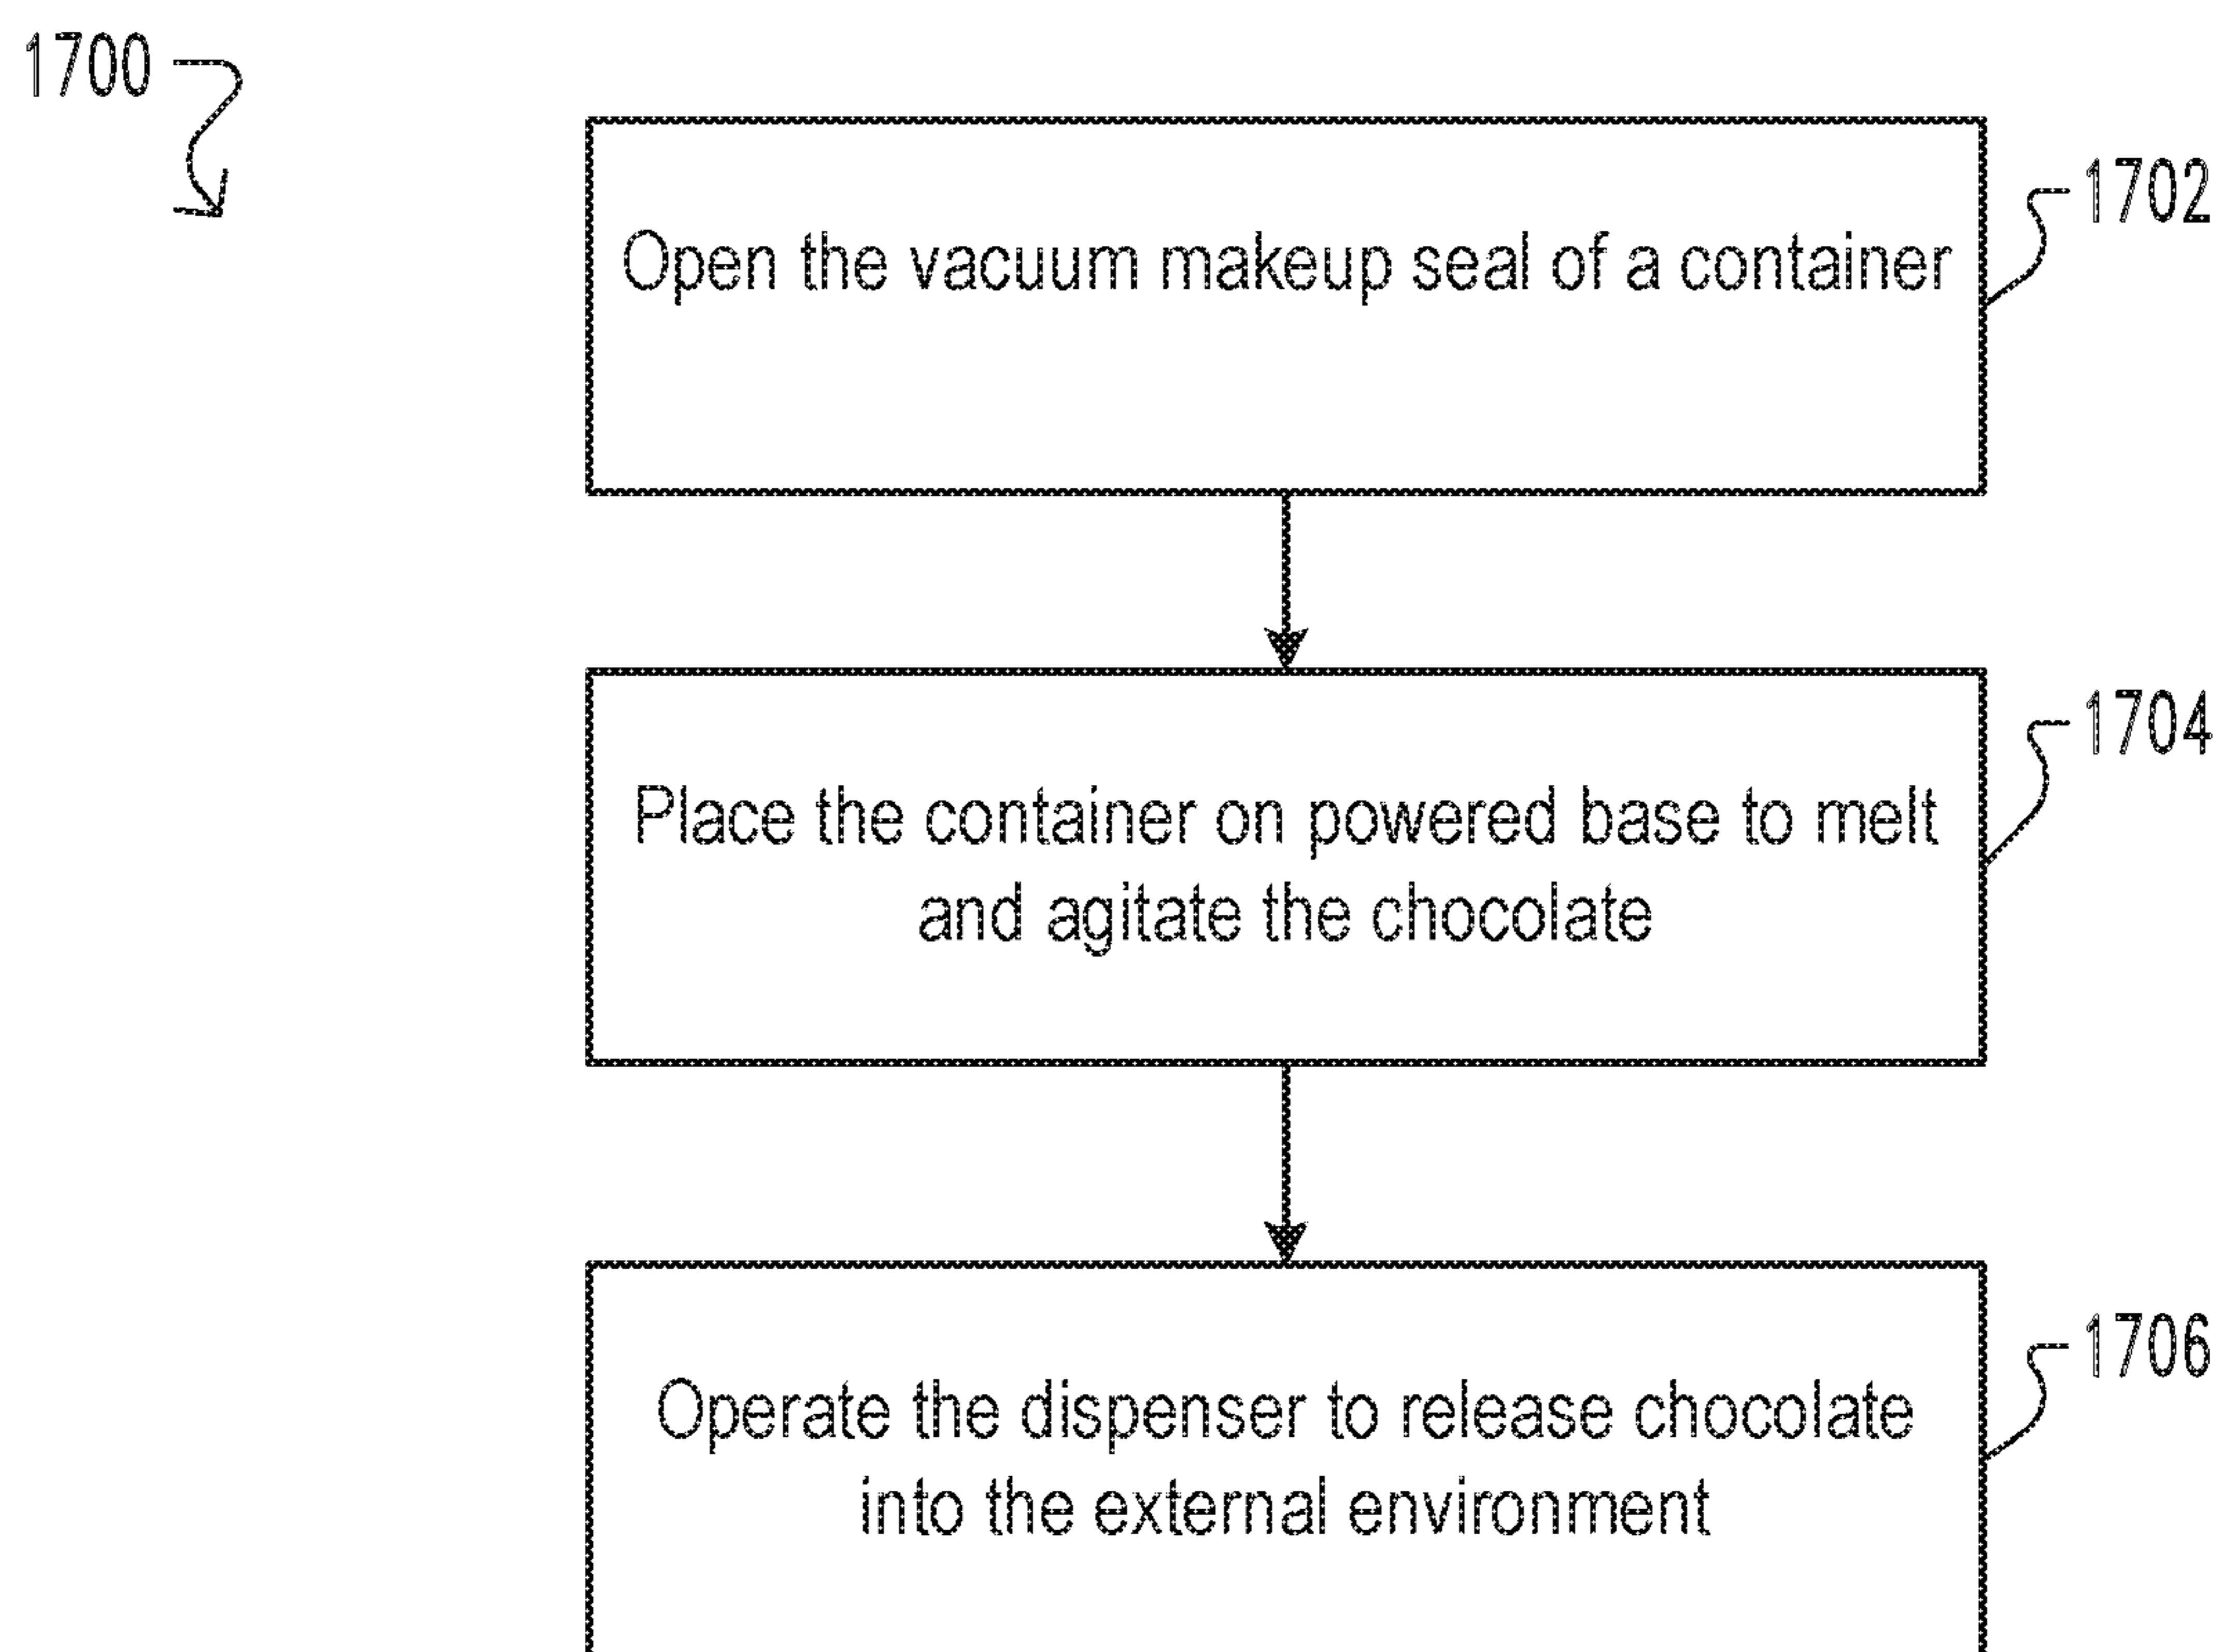 1700
1702
Open the vacuum makeup seal of a container
1704
Place the container on powered base to melt
and agitate the chocolate
1706
Operate the dispenser to release chocolate
into the external environment